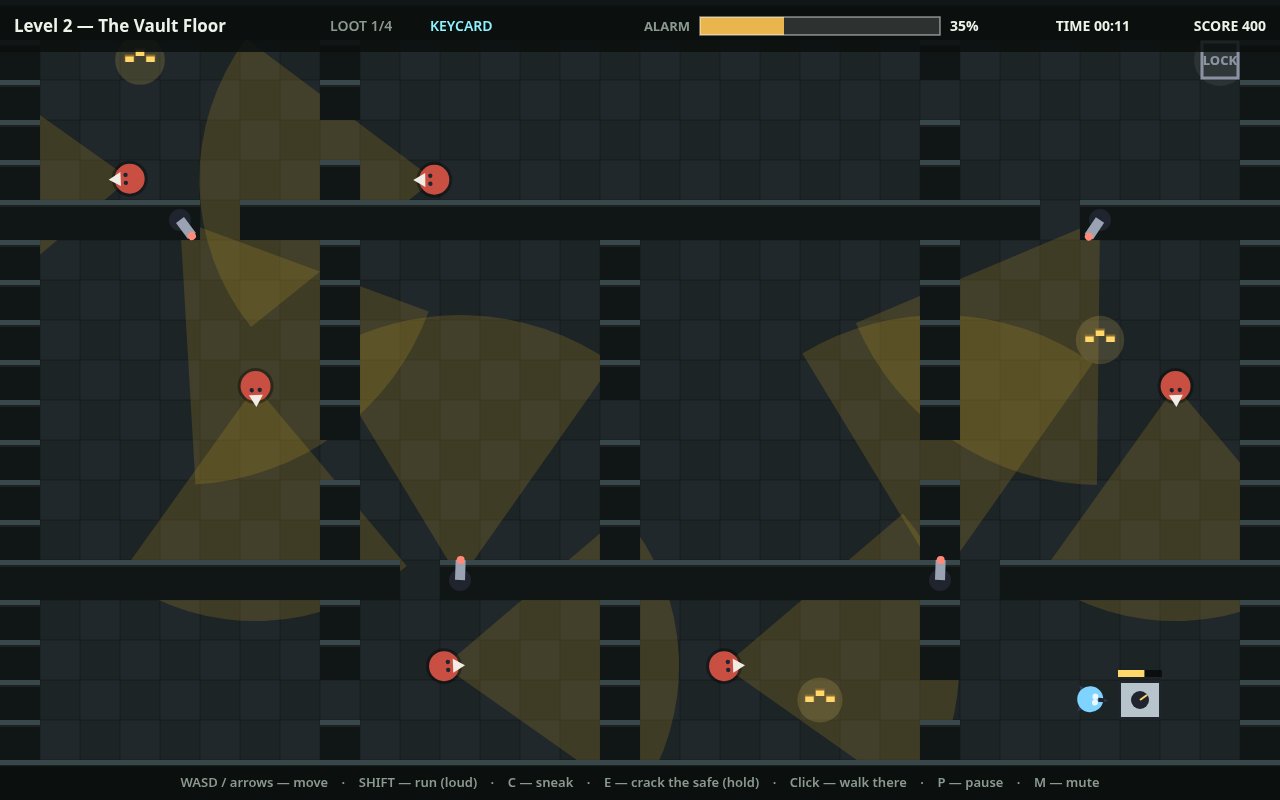 Level 2 — The Vault Floor LOOT 1/4 KEYCARD ALARM 35% TIME 00:11 SCORE 400
LOCK
WASD / arrows — move · SHIFT — run (loud) · C — sneak · E — crack the safe (hold) · Click — walk there · P — pause · M — mute